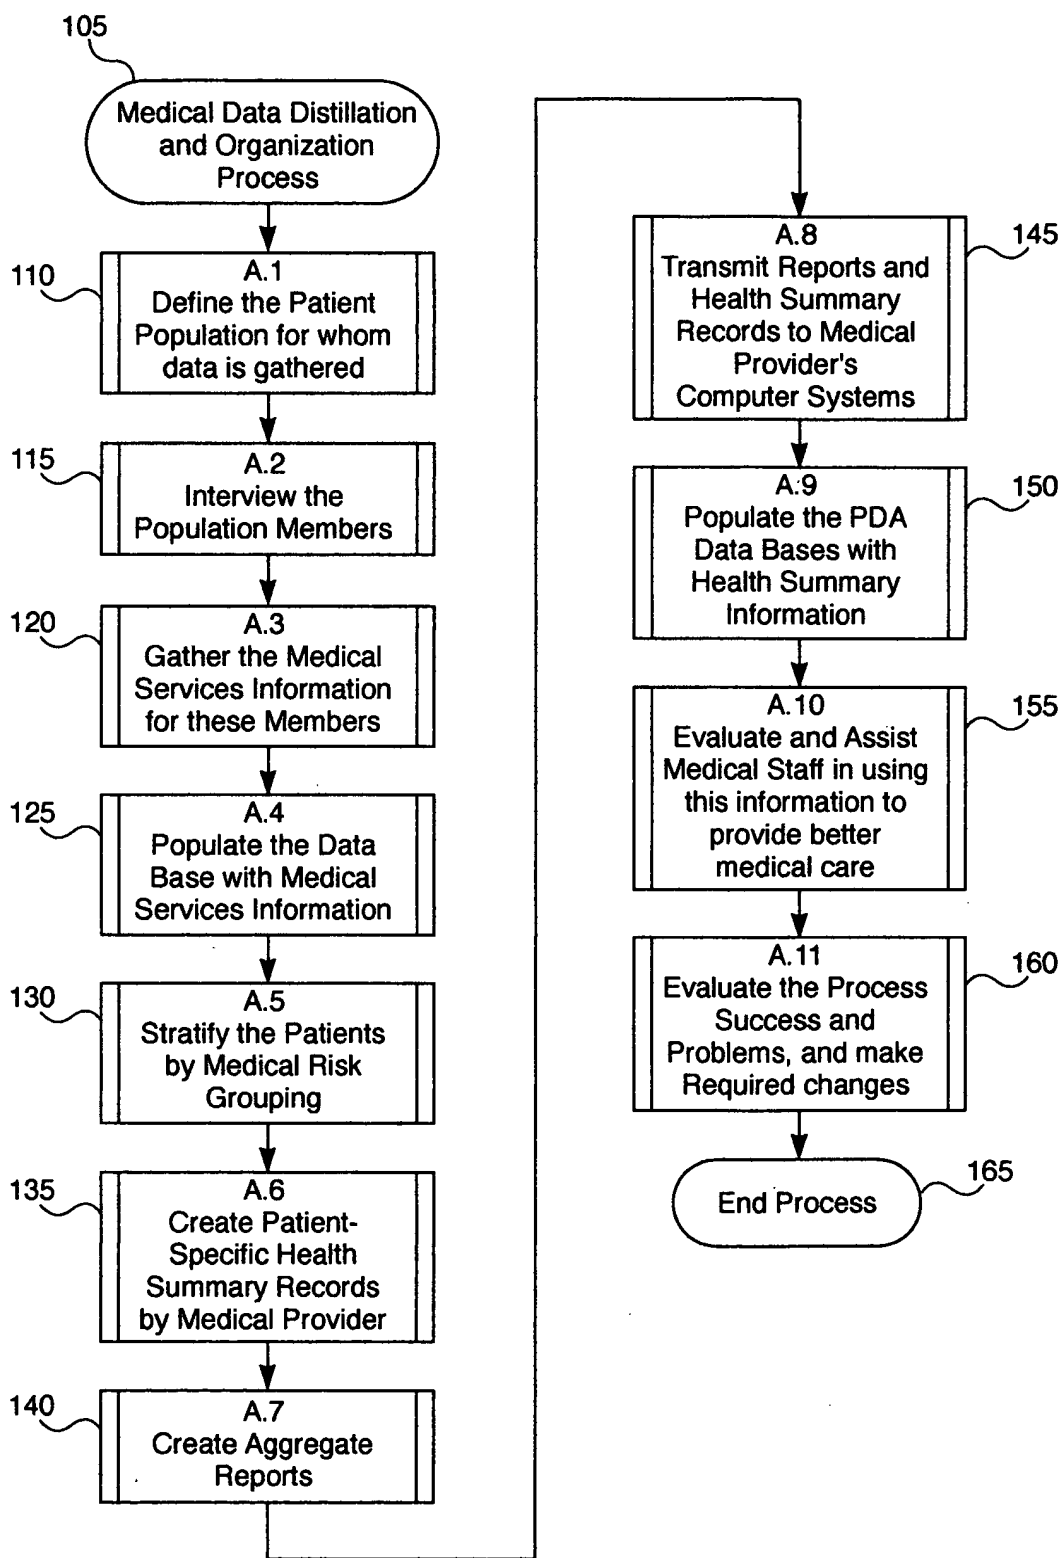 105
Medical Data Distillation
and Organization
Process
110
A.1
Define the Patient
Population for whom
data is gathered
115
A.2
Interview the
Population Members
120
A.3
Gather the Medical
Services Information
for these Members
125
A.4
Populate the Data
Base with Medical
Services Information
130
A.5
Stratify the Patients
by Medical Risk
Grouping
135
A.6
Create Patient-
Specific Health
Summary Records
by Medical Provider
140
A.7
Create Aggregate
Reports
145
A.8
Transmit Reports and
Health Summary
Records to Medical
Provider's
Computer Systems
150
A.9
Populate the PDA
Data Bases with
Health Summary
Information
155
A.10
Evaluate and Assist
Medical Staff in using
this information to
provide better
medical care
160
A.11
Evaluate the Process
Success and
Problems, and make
Required changes
165
End Process